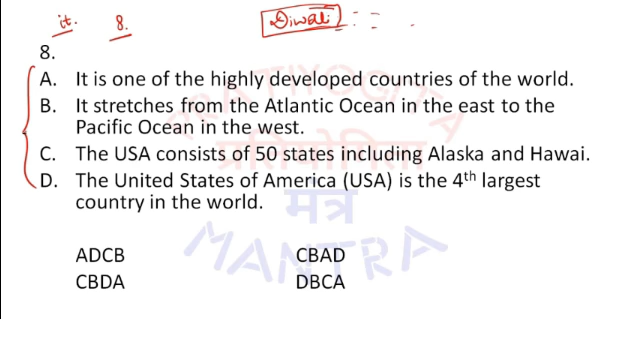 it. 8. Diwali
8.
A. It is one of the highly developed countries of the world.
B. It stretches from the Atlantic Ocean in the east to the
Pacific Ocean in the west.
C. The USA consists of 50 states including Alaska and Hawai.
D. The United States of America (USA) is the 4th largest
country in the world.
PRATIYOGITA
प्रतियोगिता
मंत्र
MANTRA
ADCB CBAD
CBDA DBCA